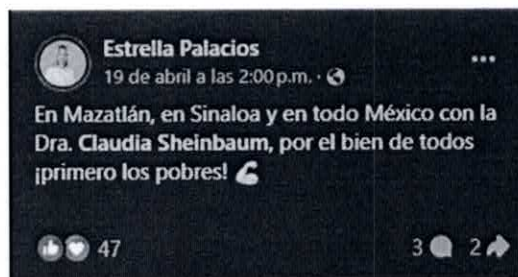 Estrella Palacios
19 de abril a las 2:00 p.m. ·
En Mazatlán, en Sinaloa y en todo México con la
Dra. Claudia Sheinbaum, por el bien de todos
¡primero los pobres! 💪
47 3 2